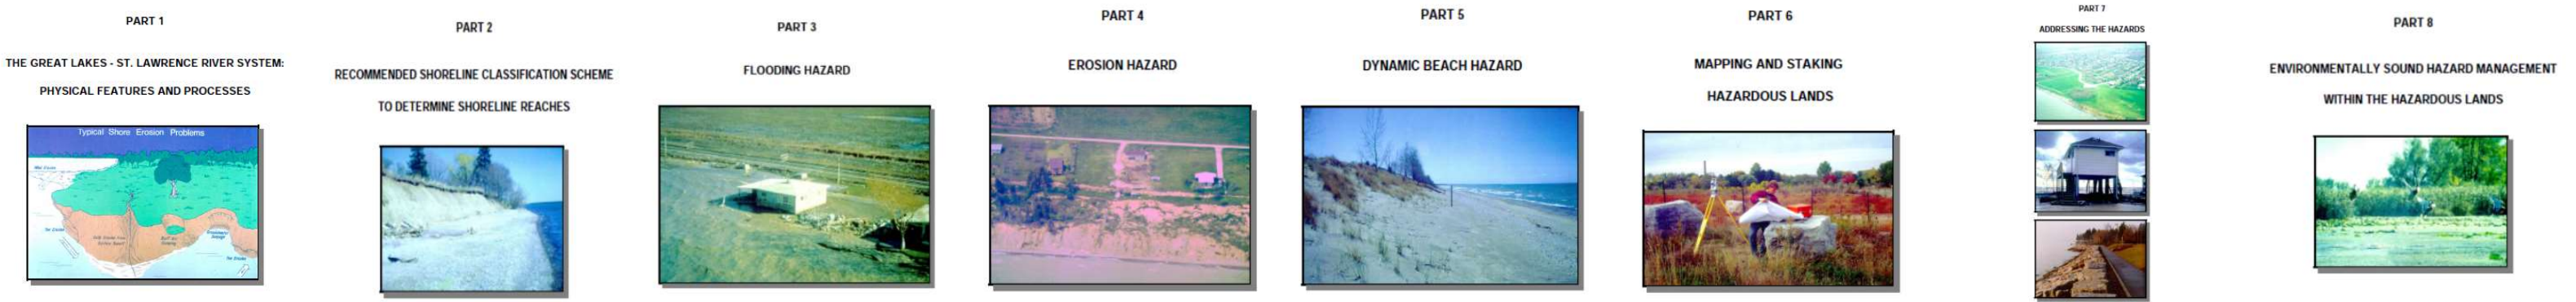 PART 1
THE GREAT LAKES - ST. LAWRENCE RIVER SYSTEM:
PHYSICAL FEATURES AND PROCESSES
Typical Shore Erosion Problems
PART 2
RECOMMENDED SHORELINE CLASSIFICATION SCHEME
TO DETERMINE SHORELINE REACHES
PART 3
FLOODING HAZARD
PART 4
EROSION HAZARD
PART 5
DYNAMIC BEACH HAZARD
PART 6
MAPPING AND STAKING
HAZARDOUS LANDS
PART 7
ADDRESSING THE HAZARDS
PART 8
ENVIRONMENTALLY SOUND HAZARD MANAGEMENT
WITHIN THE HAZARDOUS LANDS